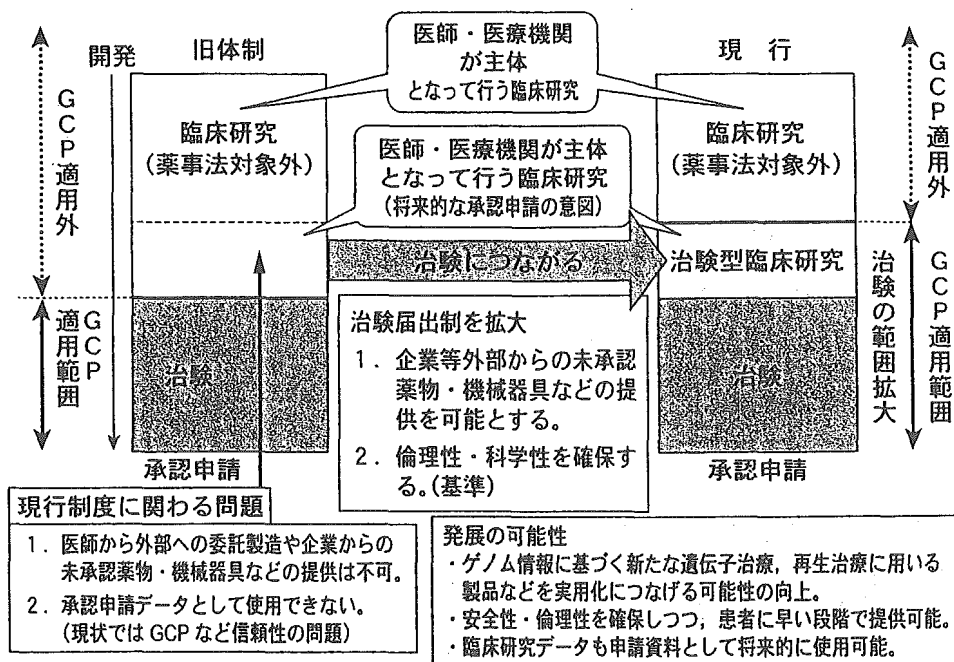 開発
旧体制
現 行
医師・医療機関
が主体
となって行う臨床研究
GCP適用外
GCP適用外
臨床研究
(薬事法対象外)
臨床研究
(薬事法対象外)
医師・医療機関が主体
となって行う臨床研究
(将来的な承認申請の意図)
治験につながる
治験型臨床研究
GCP
適用範囲
治験
治験届出制を拡大
1. 企業等外部からの未承認
薬物・機械器具などの提
供を可能とする。
2. 倫理性・科学性を確保す
る。(基準)
治験
治験の範囲拡大
GCP適用範囲
承認申請
承認申請
現行制度に関わる問題
1. 医師から外部への委託製造や企業からの
未承認薬物・機械器具などの提供は不可。
2. 承認申請データとして使用できない。
(現状では GCP など信頼性の問題)
発展の可能性
・ゲノム情報に基づく新たな遺伝子治療,再生治療に用いる
製品などを実用化につなげる可能性の向上。
・安全性・倫理性を確保しつつ,患者に早い段階で提供可能。
・臨床研究データも申請資料として将来的に使用可能。